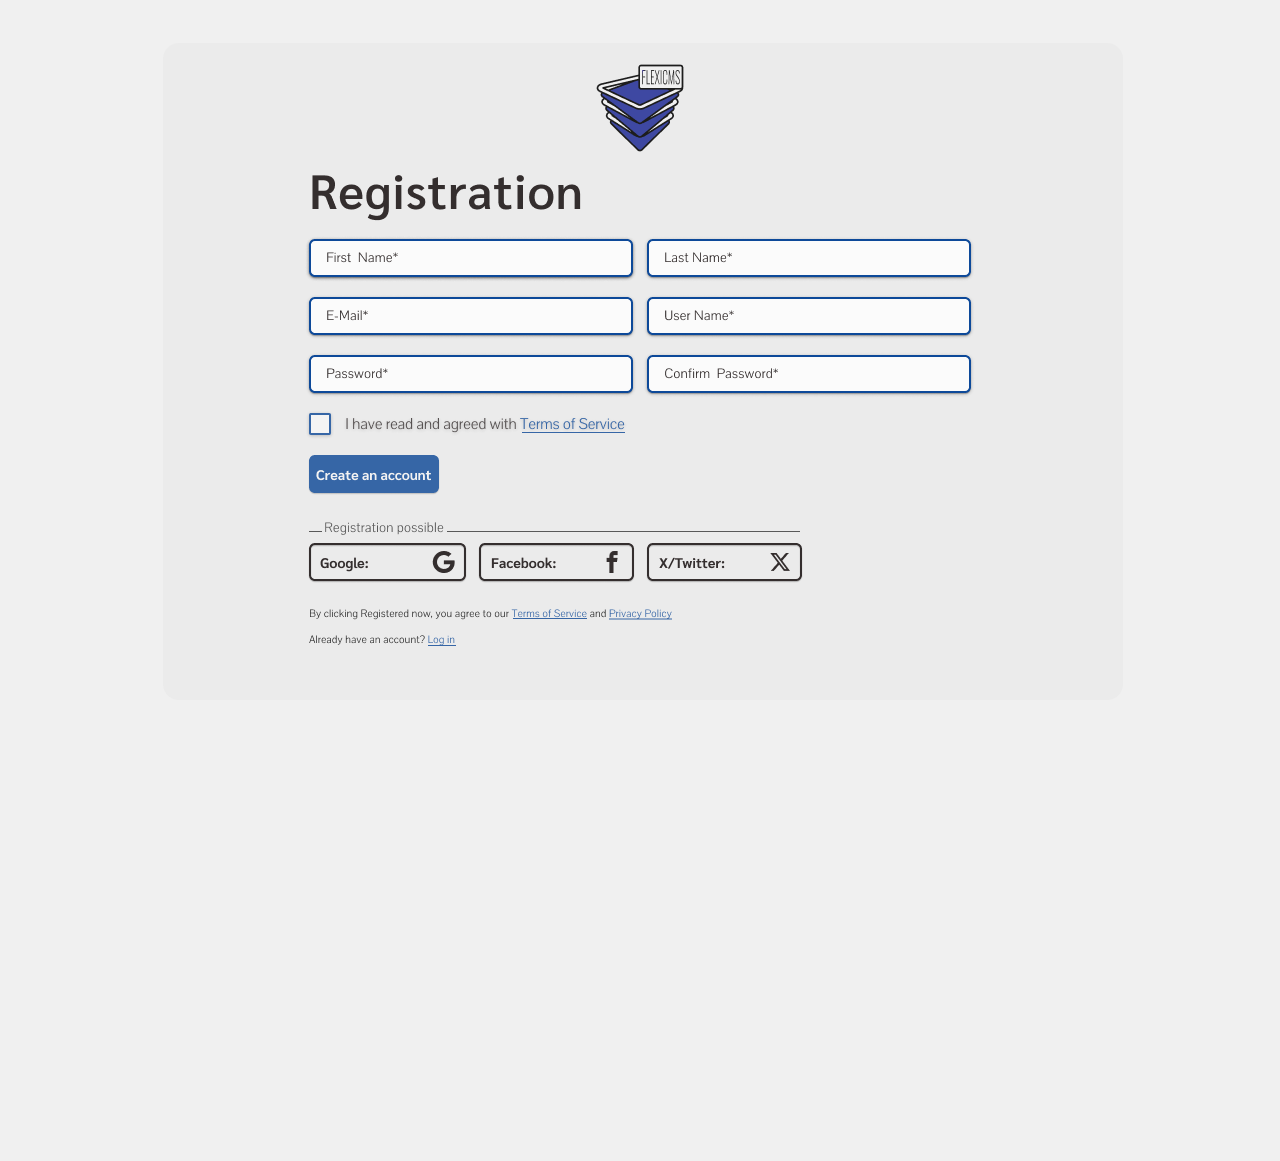 FLEXICMS
Registration
First Name*
Last Name*
E-Mail*
User Name*
Password*
Confirm Password*
I have read and agreed with Terms of Service
Create an account
Registration possible
Google:
Facebook:
X/Twitter:
By clicking Registered now, you agree to our Terms of Service and Privacy Policy
Already have an account? Log in